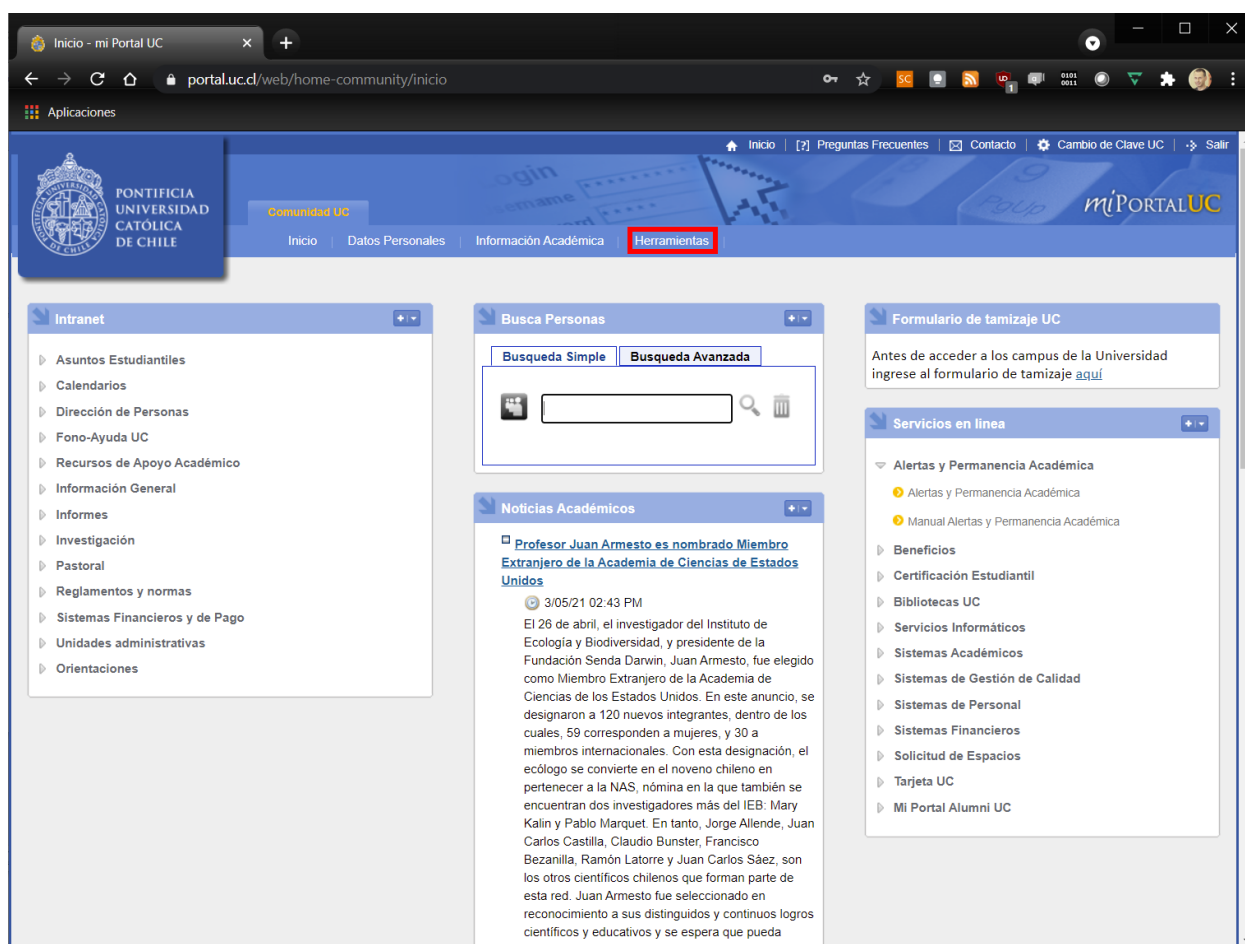 Inicio - mi Portal UC
portal.uc.cl/web/home-community/inicio
SC
UD
1
q
0101
0011
Aplicaciones
Inicio | [?] Preguntas Frecuentes | Contacto | Cambio de Clave UC | Salir
PONTIFICIA
UNIVERSIDAD
CATÓLICA
DE CHILE
Comunidad UC
ogin
PgUp
9
miPORTALUC
Inicio | Datos Personales | Información Académica | Herramientas |
Intranet
Asuntos Estudiantiles
Calendarios
Dirección de Personas
Fono-Ayuda UC
Recursos de Apoyo Académico
Información General
Informes
Investigación
Pastoral
Reglamentos y normas
Sistemas Financieros y de Pago
Unidades administrativas
Orientaciones
Busca Personas
Busqueda Simple
Busqueda Avanzada
Noticias Académicos
Profesor Juan Armesto es nombrado Miembro
Extranjero de la Academia de Ciencias de Estados
Unidos
3/05/21 02:43 PM
El 26 de abril, el investigador del Instituto de
Ecología y Biodiversidad, y presidente de la
Fundación Senda Darwin, Juan Armesto, fue elegido
como Miembro Extranjero de la Academia de
Ciencias de los Estados Unidos. En este anuncio, se
designaron a 120 nuevos integrantes, dentro de los
cuales, 59 corresponden a mujeres, y 30 a
miembros internacionales. Con esta designación, el
ecólogo se convierte en el noveno chileno en
pertenecer a la NAS, nómina en la que también se
encuentran dos investigadores más del IEB: Mary
Kalin y Pablo Marquet. En tanto, Jorge Allende, Juan
Carlos Castilla, Claudio Bunster, Francisco
Bezanilla, Ramón Latorre y Juan Carlos Sáez, son
los otros científicos chilenos que forman parte de
esta red. Juan Armesto fue seleccionado en
reconocimiento a sus distinguidos y continuos logros
científicos y educativos y se espera que pueda
Formulario de tamizaje UC
Antes de acceder a los campus de la Universidad
ingrese al formulario de tamizaje aquí
Servicios en linea
Alertas y Permanencia Académica
Alertas y Permanencia Académica
Manual Alertas y Permanencia Académica
Beneficios
Certificación Estudiantil
Bibliotecas UC
Servicios Informáticos
Sistemas Académicos
Sistemas de Gestión de Calidad
Sistemas de Personal
Sistemas Financieros
Solicitud de Espacios
Tarjeta UC
Mi Portal Alumni UC